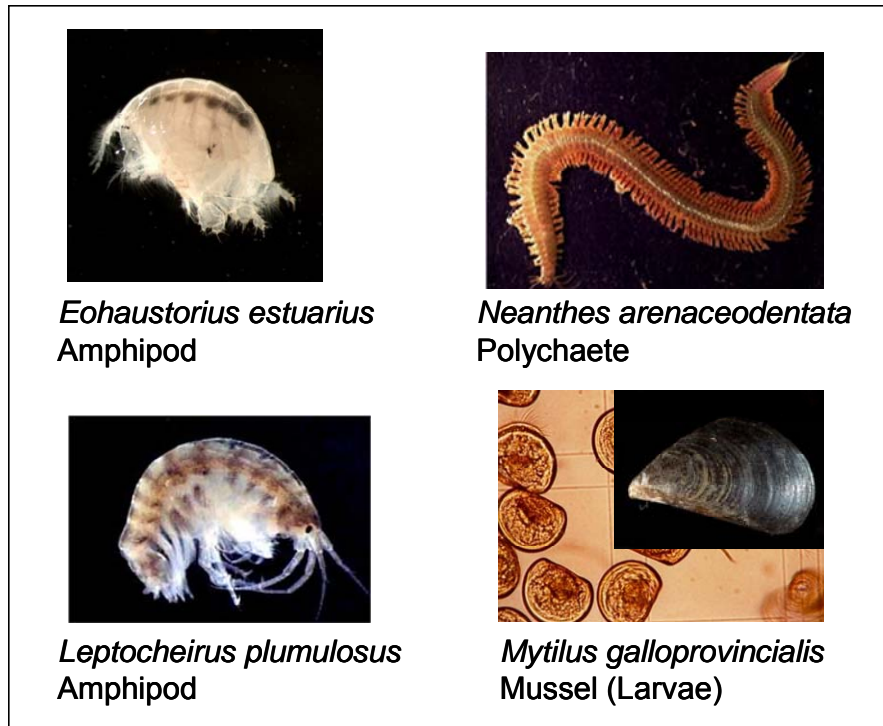 Eohaustorius estuarius
Amphipod
Neanthes arenaceodentata
Polychaete
Leptocheirus plumulosus
Amphipod
Mytilus galloprovincialis
Mussel (Larvae)